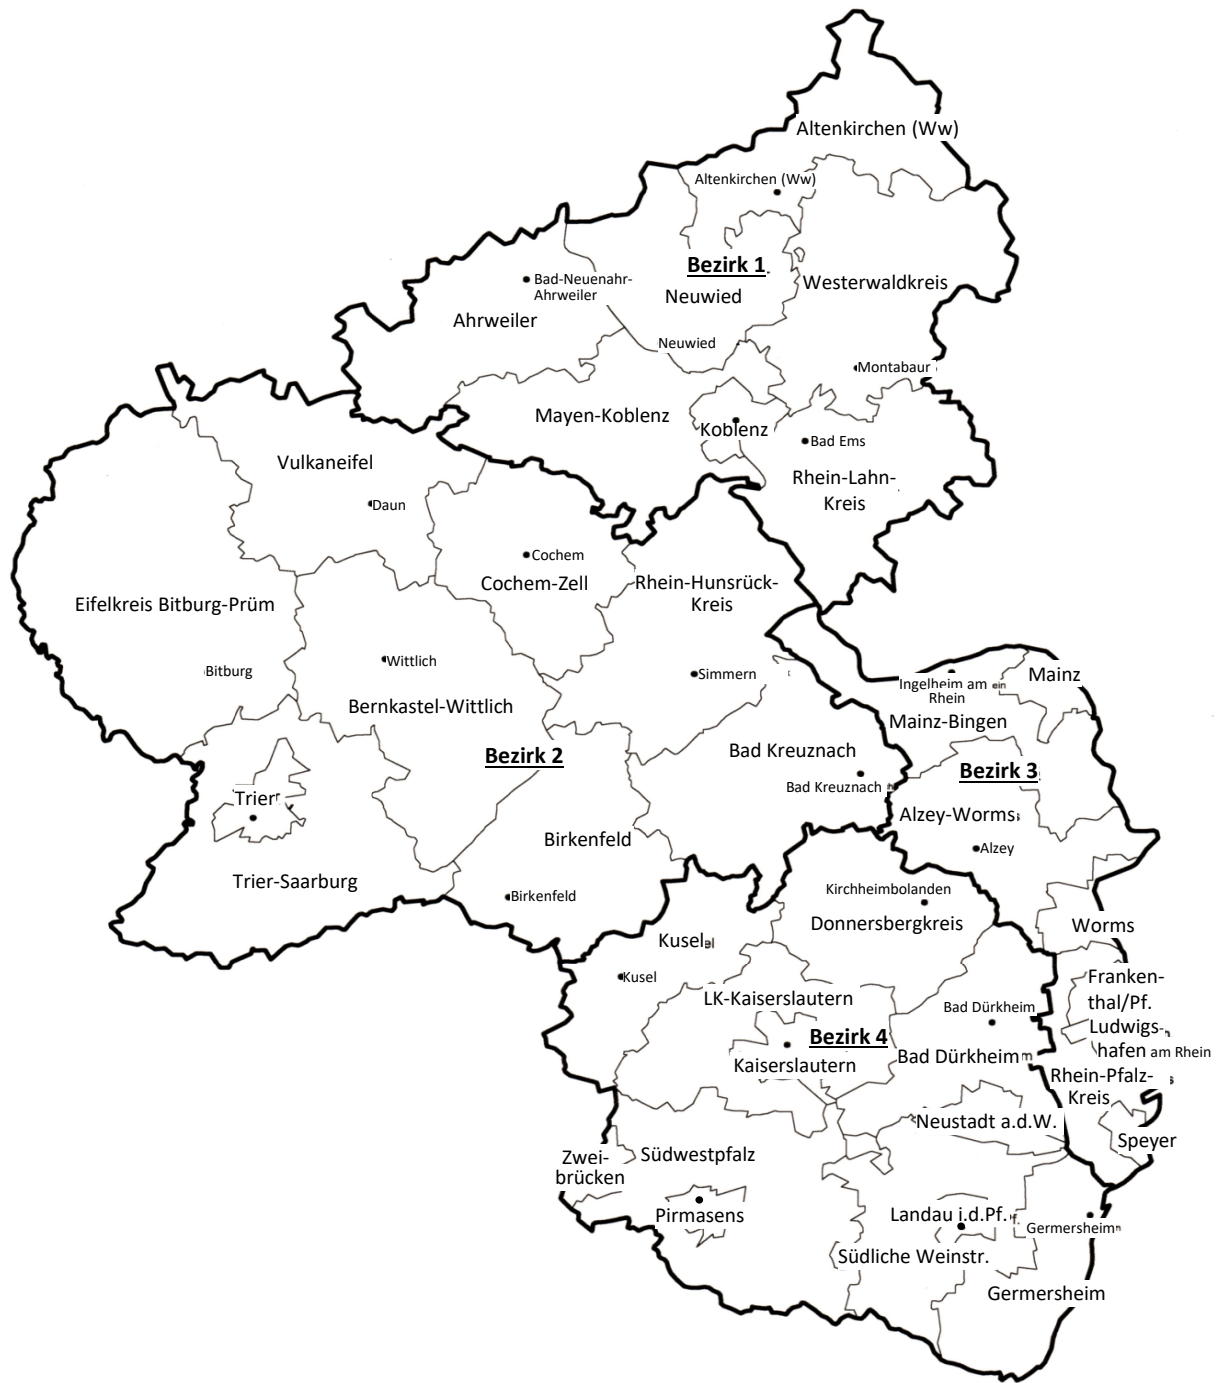 Altenkirchen (Ww)
Altenkirchen (Ww)
Bezirk 1
Neuwied
Westerwaldkreis
Bad-Neuenahr-
Ahrweiler
Ahrweiler
Neuwied
Montabaur
Mayen-Koblenz
Koblenz
Bad Ems
Rhein-Lahn-
Kreis
Vulkaneifel
Daun
Cochem
Cochem-Zell
Rhein-Hunsrück-
Kreis
Eifelkreis Bitburg-Prüm
Bitburg
Wittlich
Bernkastel-Wittlich
Simmern
Bezirk 2
Ingelheim am
Rhein
Mainz
Mainz-Bingen
Bad Kreuznach
Bad Kreuznach
Bezirk 3
Alzey-Worms
Alzey
Trier
Trier-Saarburg
Birkenfeld
Birkenfeld
Kirchheimbolanden
Donnersbergkreis
Worms
Kusel
Kusel
LK-Kaiserslautern
Bezirk 4
Kaiserslautern
Bad Dürkheim
Bad Dürkheim
Franken-
thal/Pf.
Ludwigs-
hafen am Rhein
Rhein-Pfalz-
Kreis
Speyer
Neustadt a.d.W.
Zwei-
brücken
Südwestpfalz
Pirmasens
Landau i.d.Pf.
Germersheim
Südliche Weinstr.
Germersheim